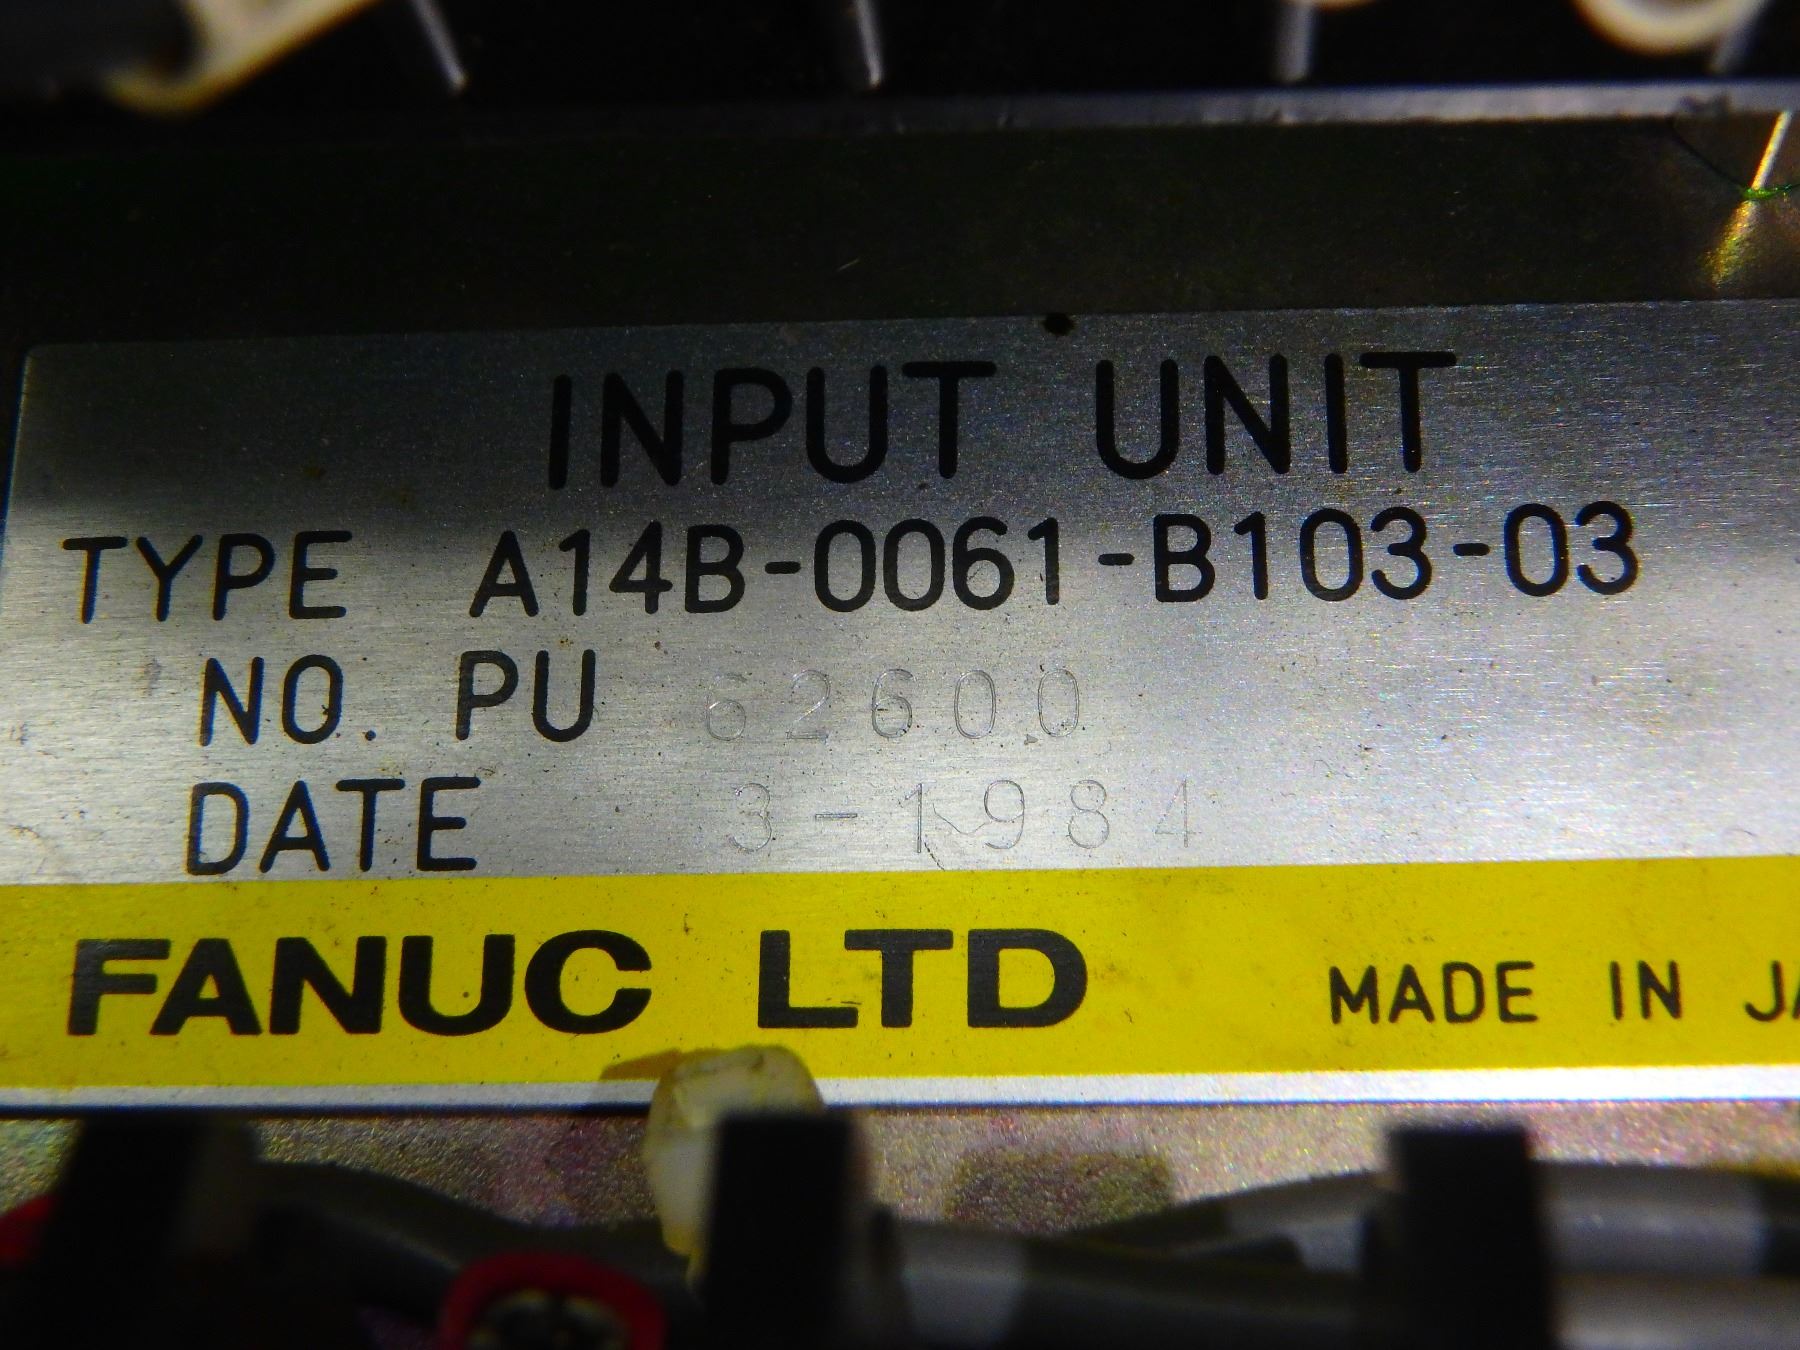 INPUT UNIT
TYPE A14B-0061-B103-03
NO. PU 62600
DATE 3-1984
FANUC LTD MADE IN JA